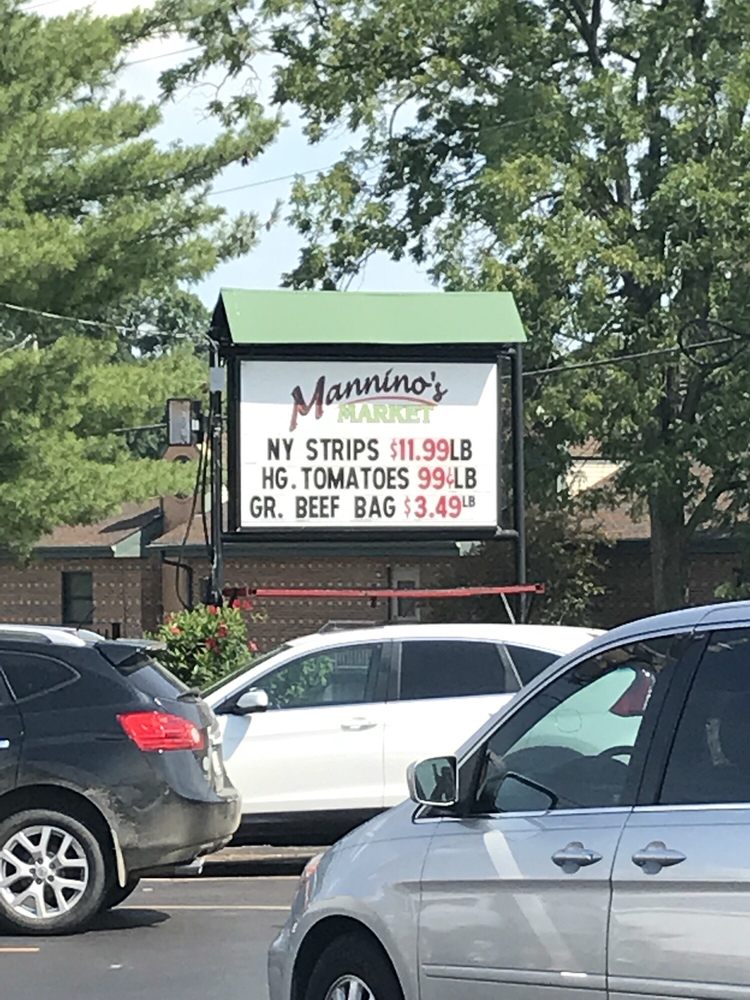 Mannino's
MARKET
NY STRIPS $11.99LB
HG. TOMATOES 99¢LB
GR. BEEF BAG $3.49LB